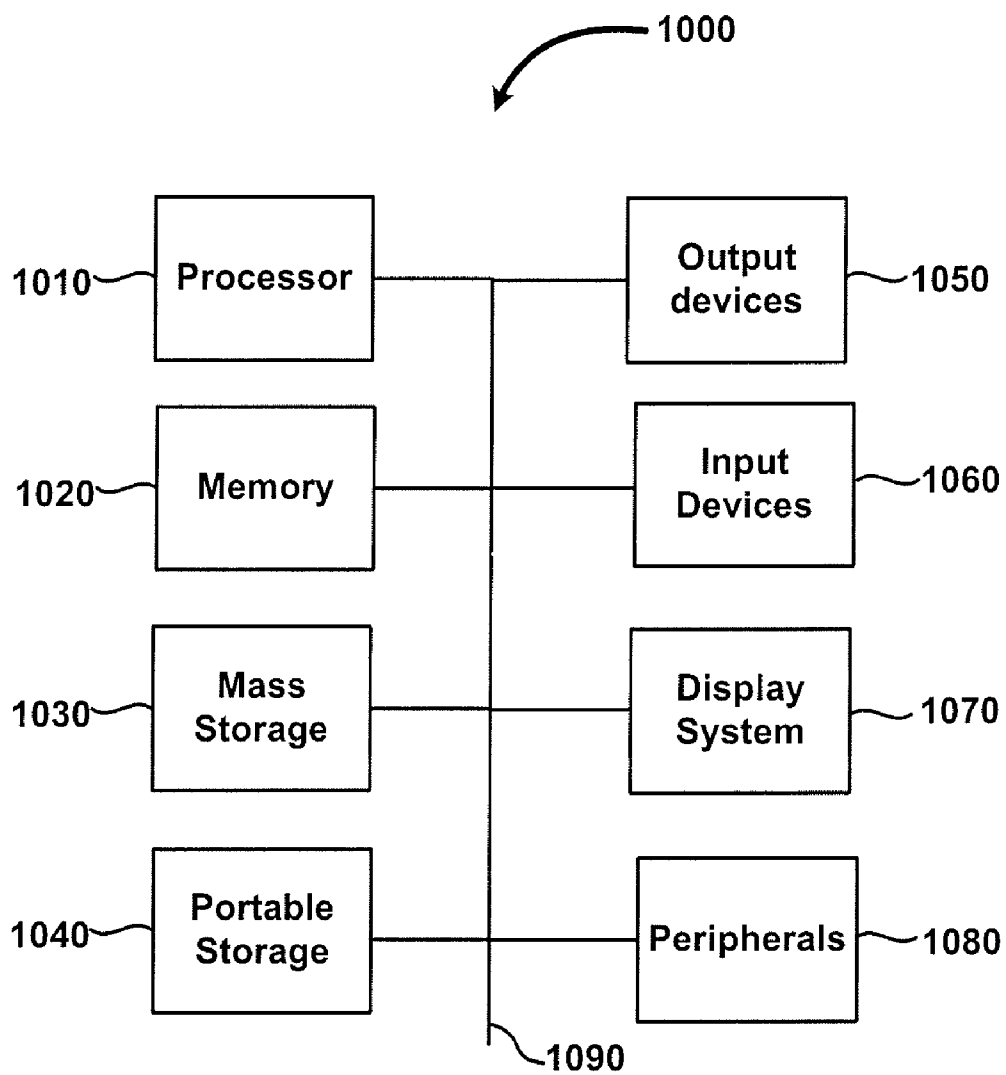 1000
1010
Processor
Output
devices
1050
1020
Memory
Input
Devices
1060
1030
Mass
Storage
Display
System
1070
1040
Portable
Storage
Peripherals
1080
1090